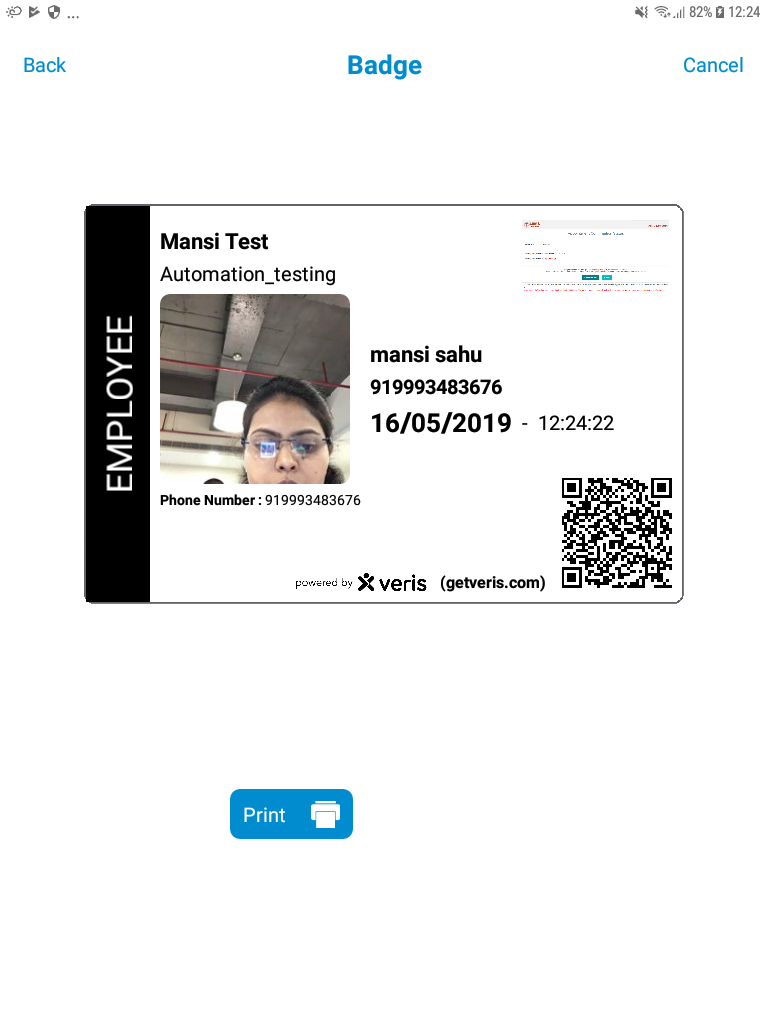 82% 12:24
Back
Badge
Cancel
EMPLOYEE
Mansi Test
Automation_testing
mansi sahu
919993483676
16/05/2019 - 12:24:22
Phone Number : 919993483676
powered by veris (getveris.com)
Print